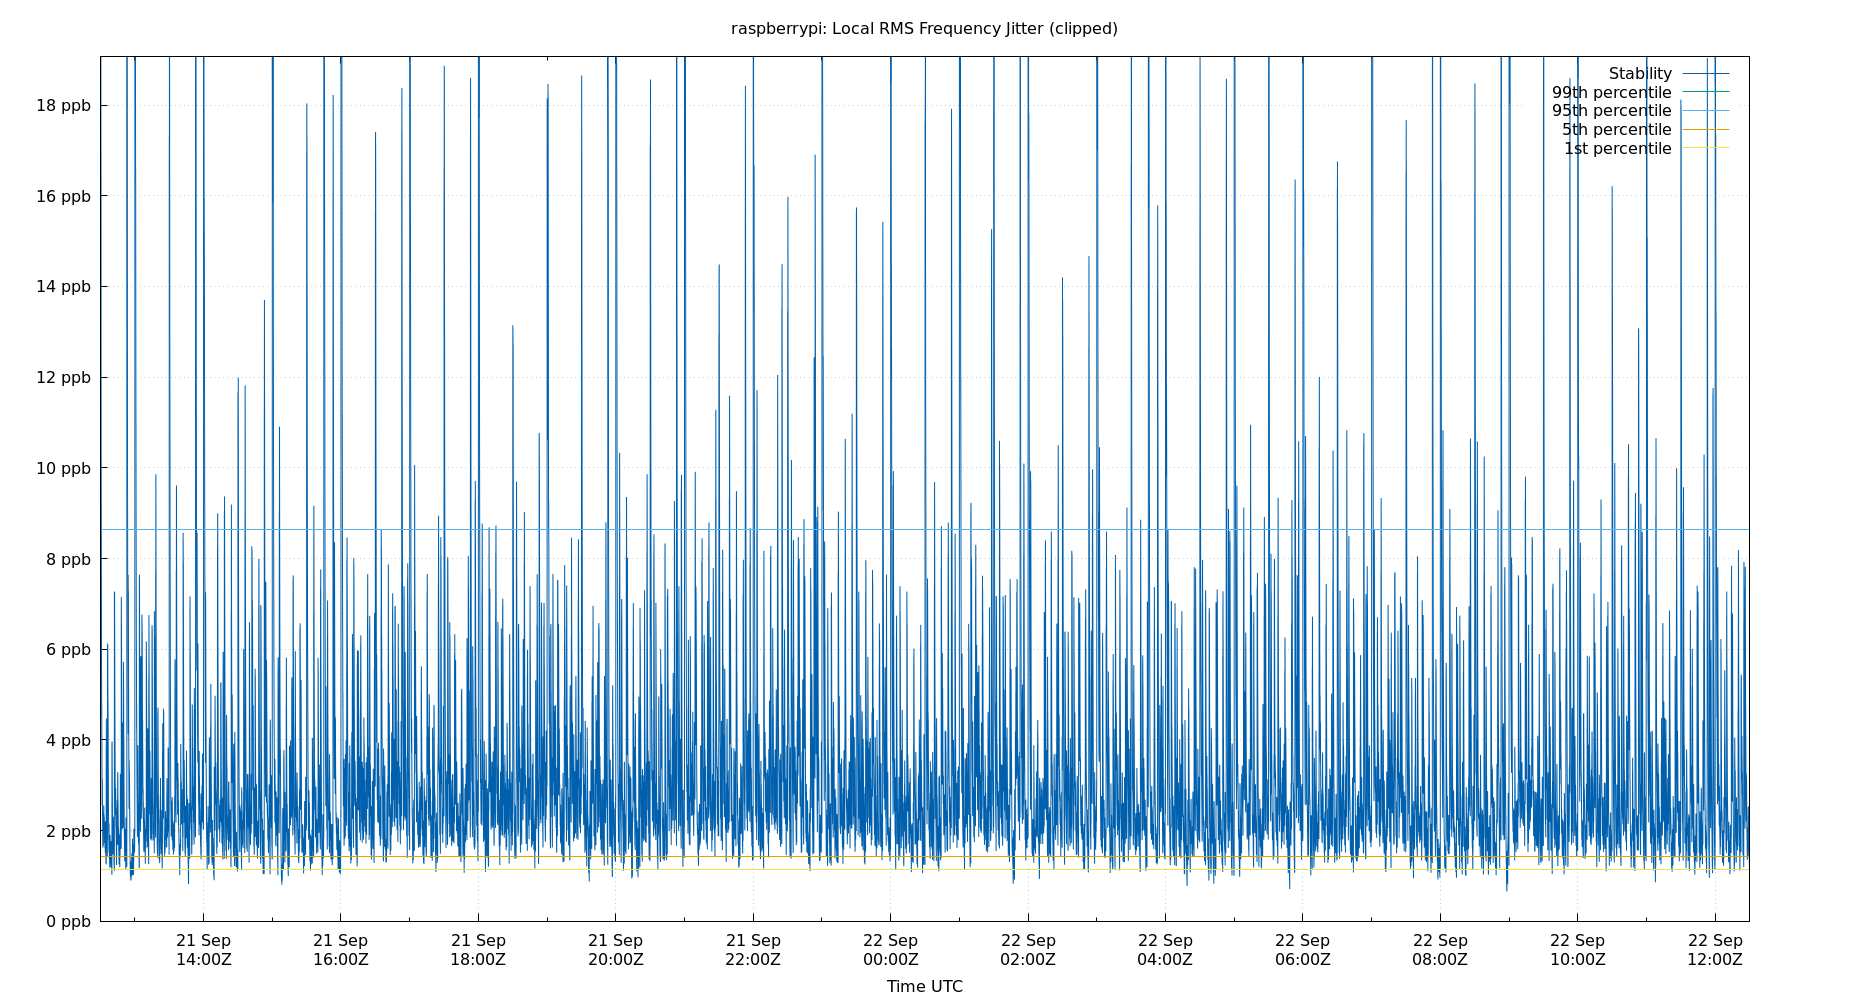 raspberrypi: Local RMS Frequency Jitter (clipped)
Stability
99th percentile
95th percentile
5th percentile
1st percentile
18 ppb
16 ppb
14 ppb
12 ppb
10 ppb
8 ppb
6 ppb
4 ppb
2 ppb
0 ppb
21 Sep 21 Sep 21 Sep 21 Sep 21 Sep 22 Sep 22 Sep 22 Sep 22 Sep 22 Sep 22 Sep 22 Sep
14:00Z 16:00Z 18:00Z 20:00Z 22:00Z 00:00Z 02:00Z 04:00Z 06:00Z 08:00Z 10:00Z 12:00Z
Time UTC